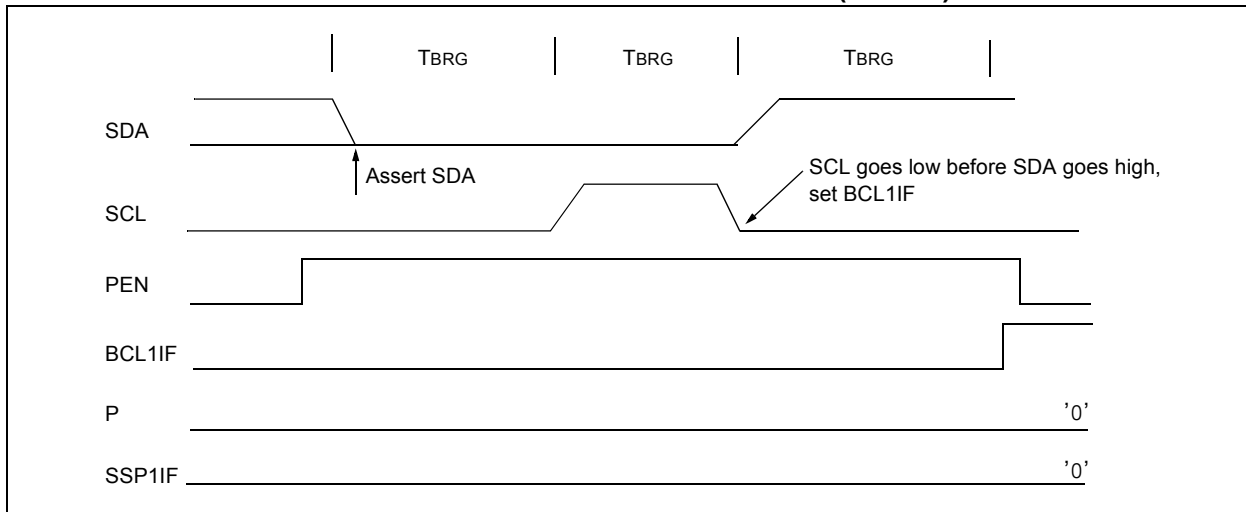 TBRG TBRG TBRG
SDA
Assert SDA
SCL goes low before SDA goes high,
set BCL1IF
SCL
PEN
BCL1IF
P '0'
SSP1IF '0'